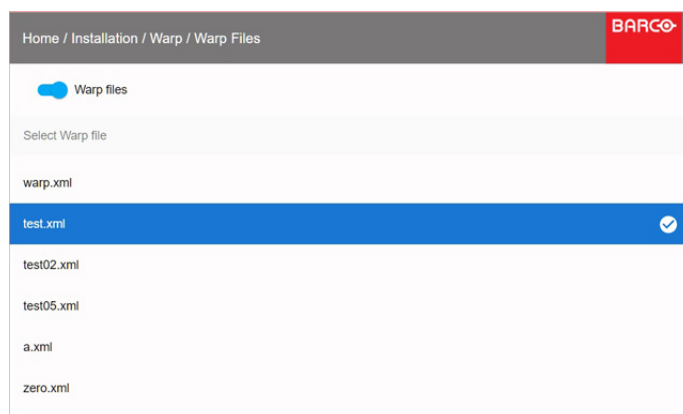 Home / Installation / Warp / Warp Files
BARCO
Warp files
Select Warp file
warp.xml
test.xml
test02.xml
test05.xml
a.xml
zero.xml